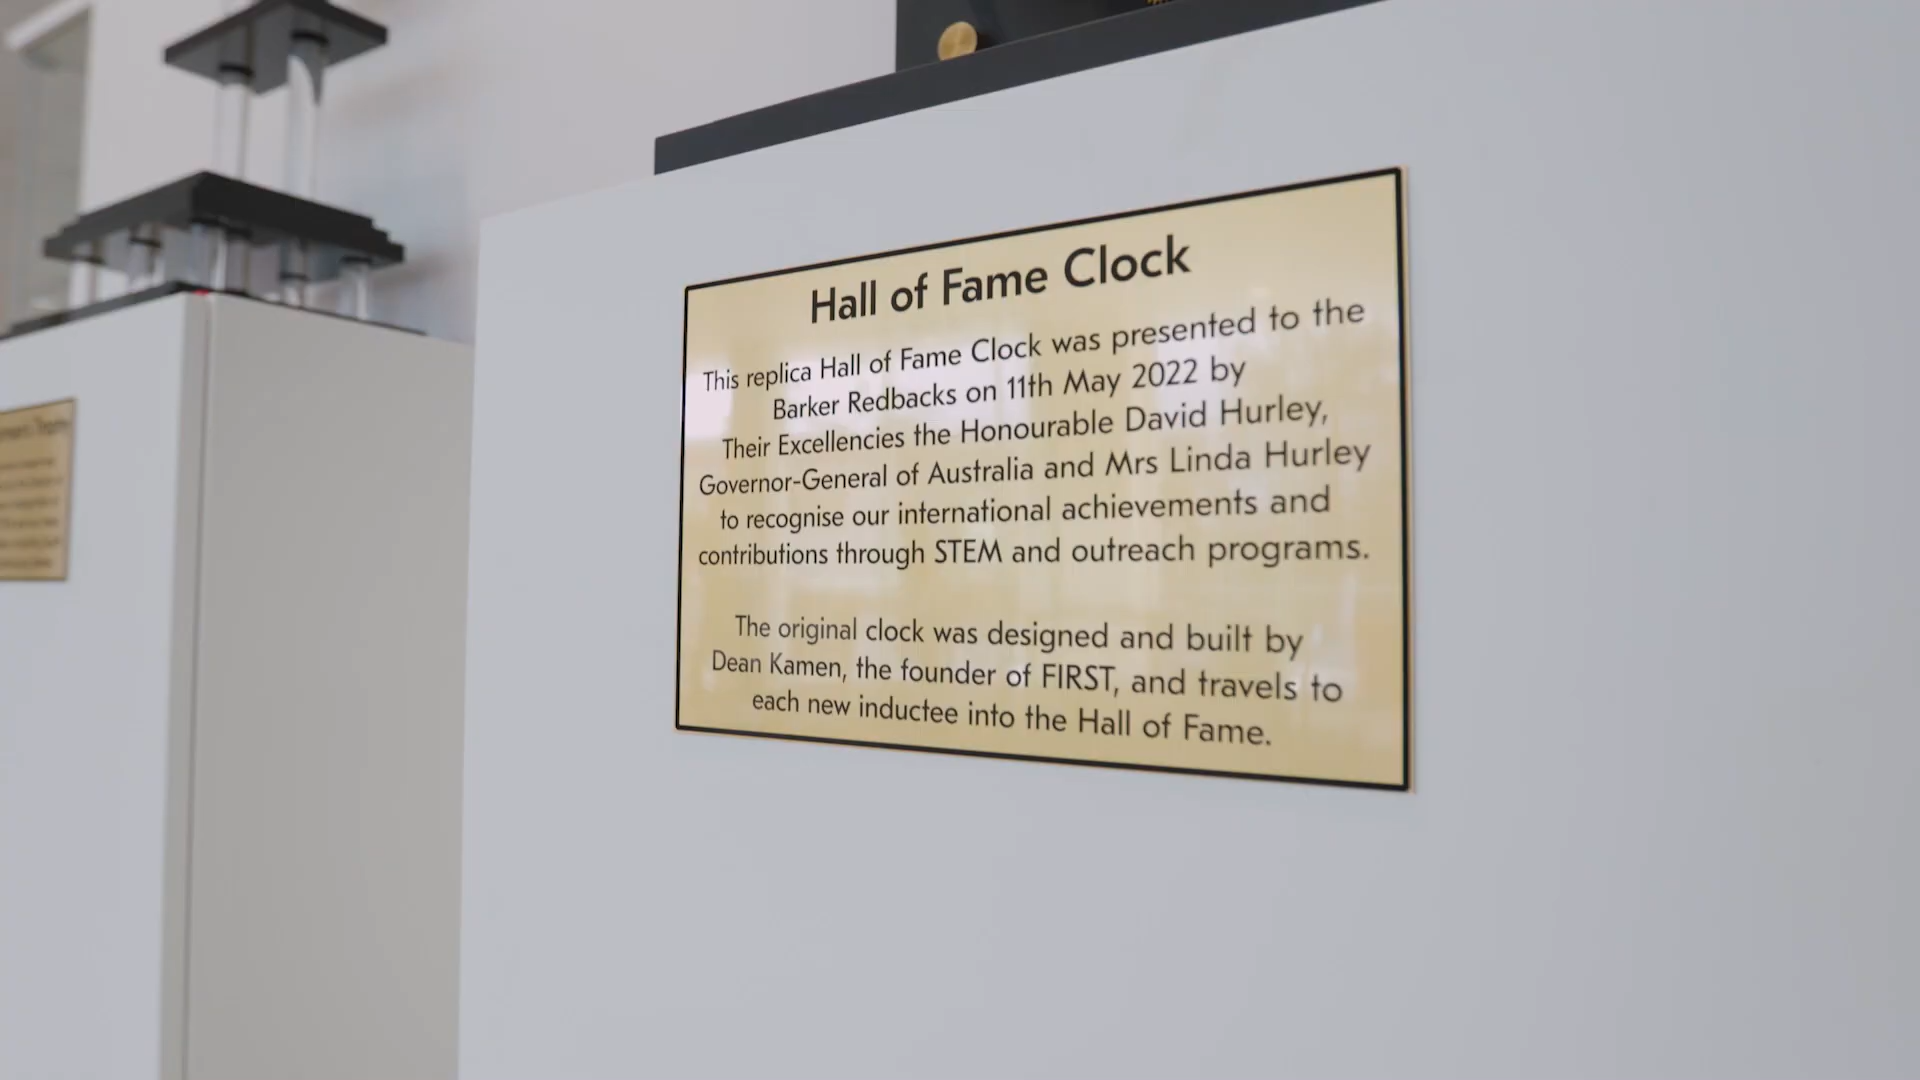 Hall of Fame Clock
This replica Hall of Fame Clock was presented to the
Barker Redbacks on 11th May 2022 by
Their Excellencies the Honourable David Hurley,
Governor-General of Australia and Mrs Linda Hurley
to recognise our international achievements and
contributions through STEM and outreach programs.
The original clock was designed and built by
Dean Kamen, the founder of FIRST, and travels to
each new inductee into the Hall of Fame.